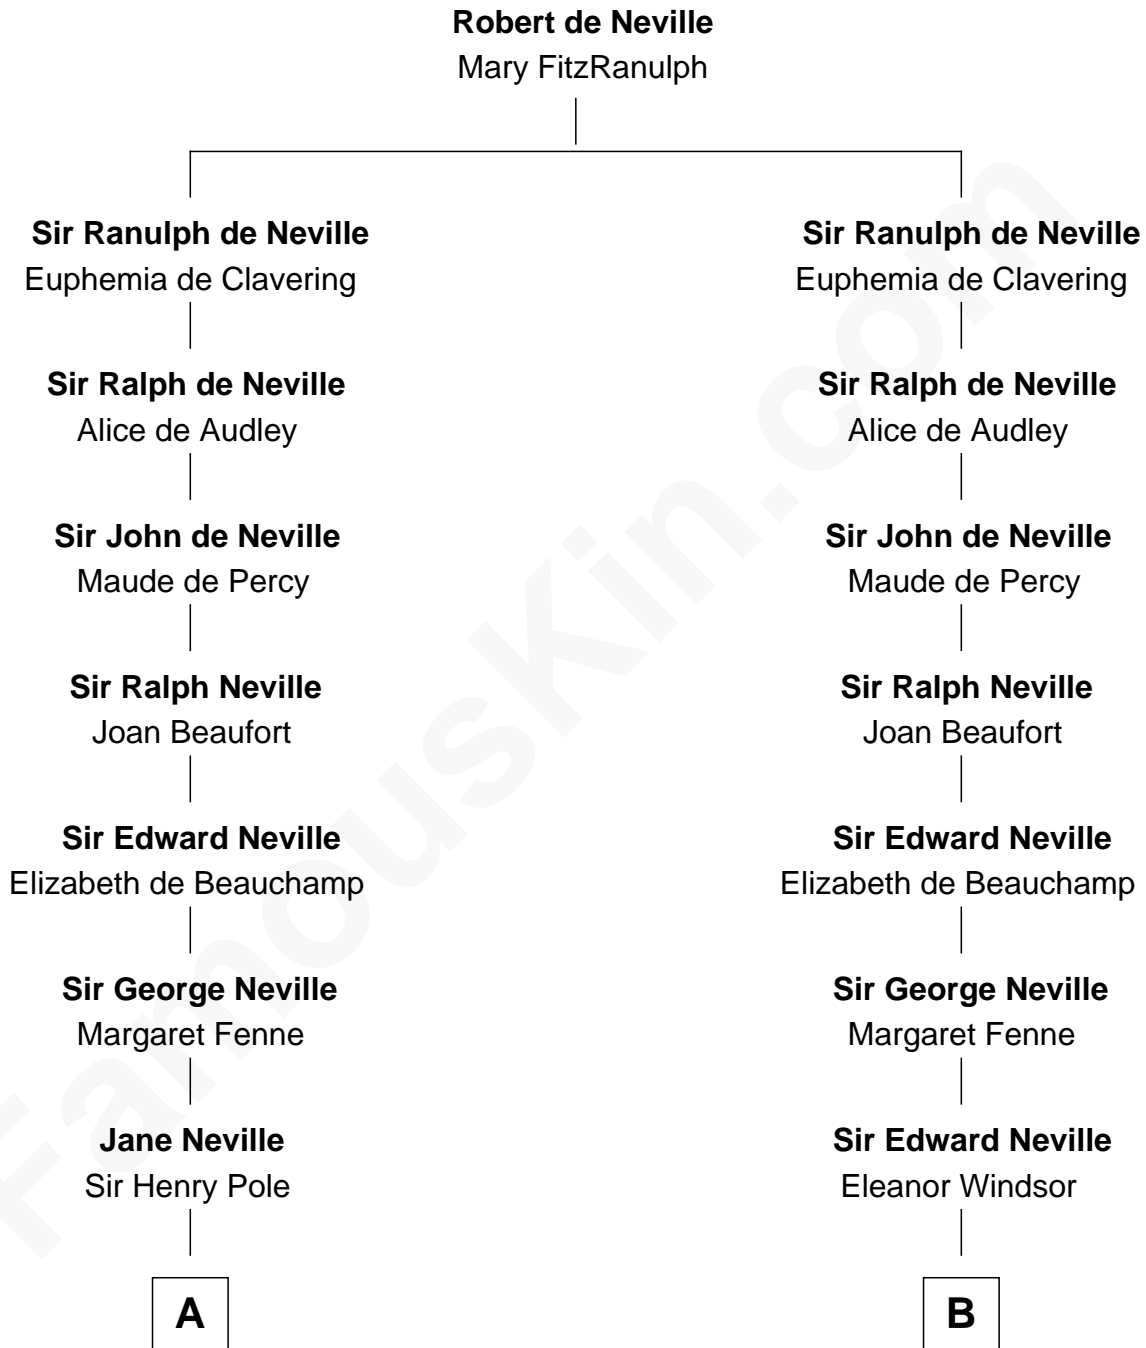 Robert de Neville
Mary FitzRanulph
Sir Ranulph de Neville
Euphemia de Clavering
Sir Ranulph de Neville
Euphemia de Clavering
Sir Ralph de Neville
Alice de Audley
Sir Ralph de Neville
Alice de Audley
Sir John de Neville
Maude de Percy
Sir John de Neville
Maude de Percy
Sir Ralph Neville
Joan Beaufort
Sir Ralph Neville
Joan Beaufort
Sir Edward Neville
Elizabeth de Beauchamp
Sir Edward Neville
Elizabeth de Beauchamp
Sir George Neville
Margaret Fenne
Sir George Neville
Margaret Fenne
Jane Neville
Sir Henry Pole
Sir Edward Neville
Eleanor Windsor
A
B
FamousKin.com